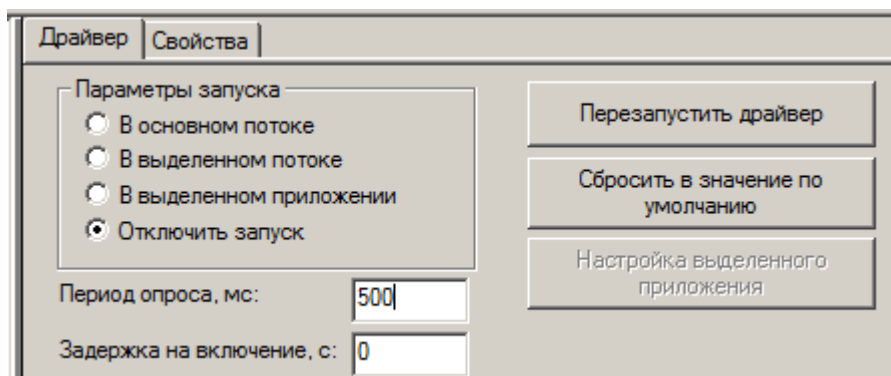 Драйвер
Свойства
Параметры запуска
В основном потоке
В выделенном потоке
В выделенном приложении
Отключить запуск
Период опроса, мс: 500
Задержка на включение, с: 0
Перезапустить драйвер
Сбросить в значение по
умолчанию
Настройка выделенного
приложения